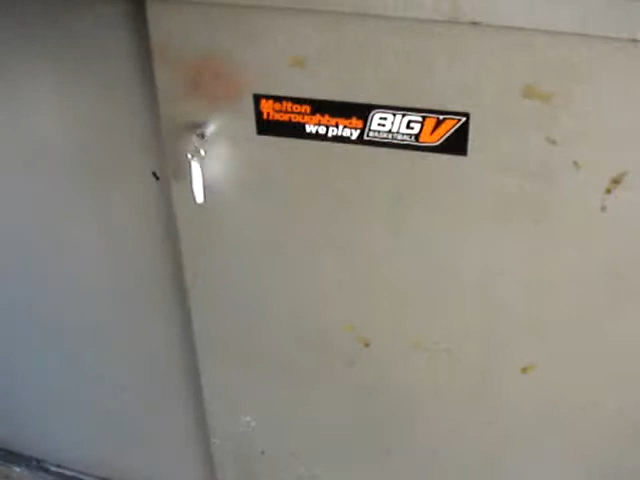 Melton
Thoroughbreds
we play
BIG V
BASKETBALL